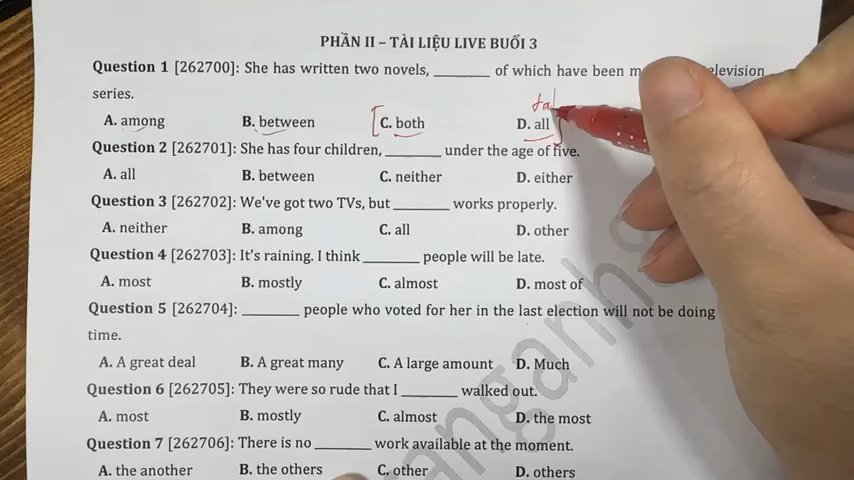 PHẦN II – TÀI LIỆU LIVE BUỔI 3
Question 1 [262700]: She has written two novels, ________ of which have been m elevision
series.
A. among B. between C. both D. all
Question 2 [262701]: She has four children, ________ under the age of five.
A. all B. between C. neither D. either
Question 3 [262702]: We've got two TVs, but ________ works properly.
A. neither B. among C. all D. other
Question 4 [262703]: It's raining. I think ________ people will be late.
A. most B. mostly C. almost D. most of
Question 5 [262704]: ________ people who voted for her in the last election will not be doing
time.
A. A great deal B. A great many C. A large amount D. Much
Question 6 [262705]: They were so rude that I ________ walked out.
A. most B. mostly C. almost D. the most
Question 7 [262706]: There is no ________ work available at the moment.
A. the another B. the others C. other D. others